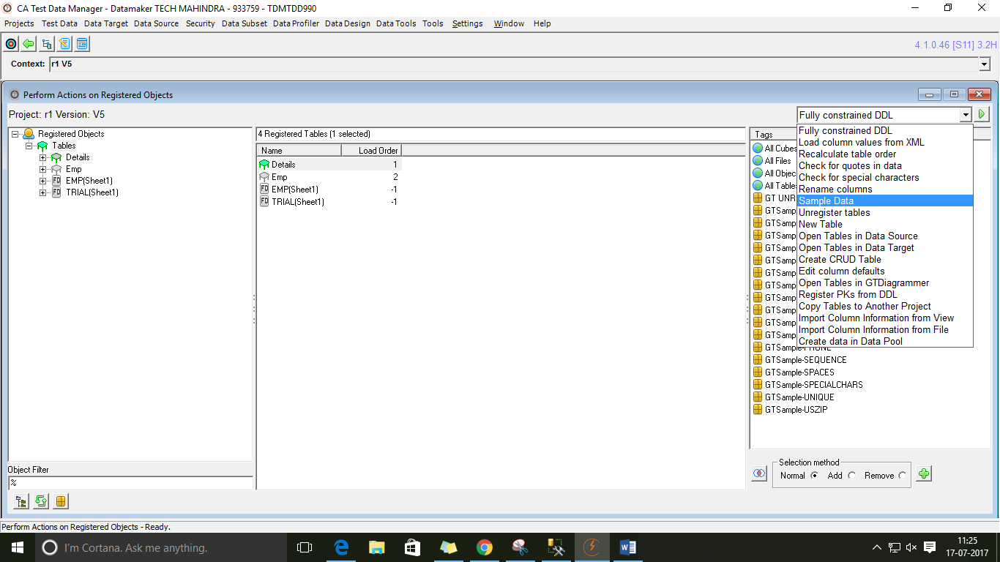 CA Test Data Manager - Datamaker TECH MAHINDRA - 933759 - TDMTDD990
Projects Test Data Data Target Data Source Security Data Subset Data Profiler Data Design Data Tools Tools Settings Window Help
4.1.0.46 [S11] 3.2H
Context: r1 V5
Perform Actions on Registered Objects
Project: r1 Version: V5
Fully constrained DDL
Registered Objects
Tables
Details
Emp
EMP(Sheet1)
TRIAL(Sheet1)
Object Filter
%
4 Registered Tables (1 selected)
Name Load Order
Details 1
Emp 2
FD EMP(Sheet1) -1
FD TRIAL(Sheet1) -1
Fully constrained DDL
Load column values from XML
Recalculate table order
Check for quotes in data
Check for special characters
Rename columns
Sample Data
Unregister tables
New Table
Open Tables in Data Source
Open Tables in Data Target
Create CRUD Table
Edit column defaults
Open Tables in GTDiagrammer
Register PKs from DDL
Copy Tables to Another Project
Import Column Information from View
Import Column Information from File
Create data in Data Pool
Tags
All Cubes
All Files
All Objec
All Table
GT UNR
GTSamp
GTSamp
GTSamp
GTSamp
GTSamp
GTSamp
GTSamp
GTSamp
GTSamp
GTSamp
GTSamp
GTSample-PHONE
GTSample-SEQUENCE
GTSample-SPACES
GTSample-SPECIALCHARS
GTSample-UNIQUE
GTSample-USZIP
Selection method
Normal Add Remove
Perform Actions on Registered Objects - Ready.
I'm Cortana. Ask me anything.
11:25
17-07-2017